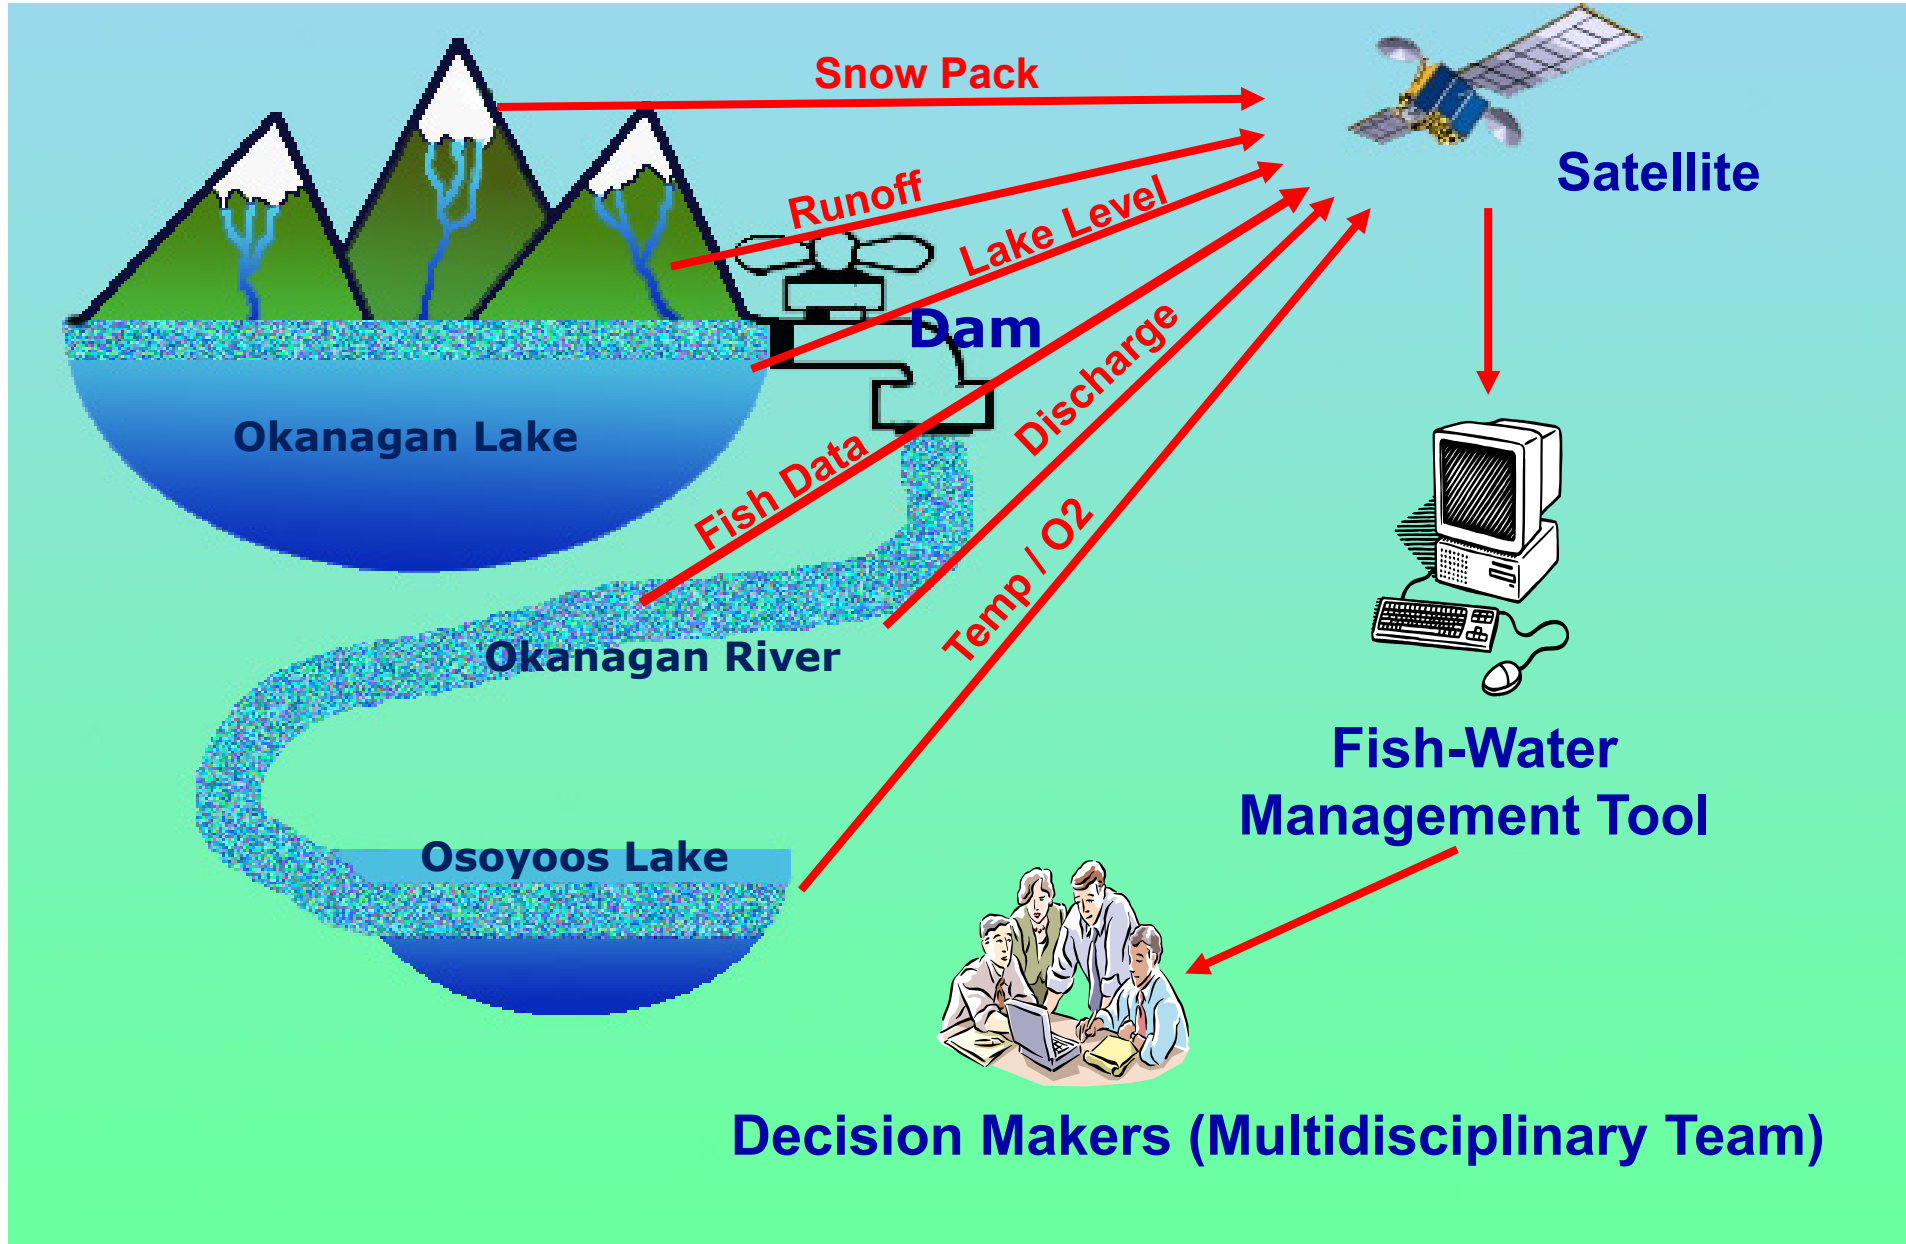 Snow Pack
Satellite
Runoff
Lake Level
Dam
Discharge
Okanagan Lake
Fish Data
Temp / O2
Okanagan River
Fish-Water
Management Tool
Osoyoos Lake
Decision Makers (Multidisciplinary Team)